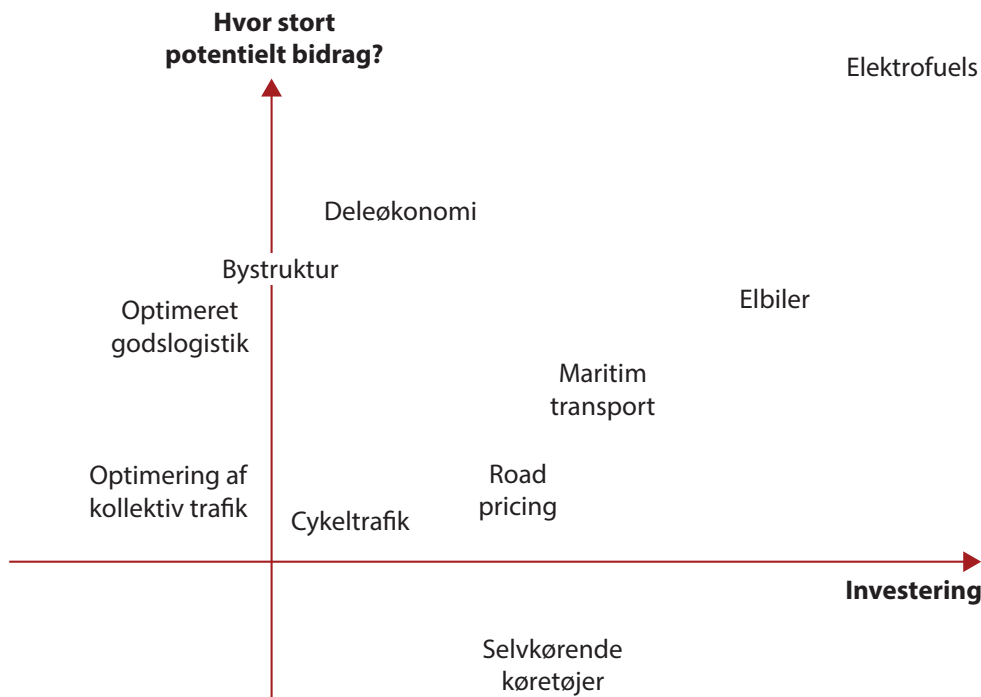 Hvor stort
potentielt bidrag?
Elektrofuels
Deleøkonomi
Bystruktur
Elbiler
Optimeret
godslogistik
Maritim
transport
Optimering af
kollektiv trafik
Road
pricing
Cykeltrafik
Investering
Selvkørende
køretøjer